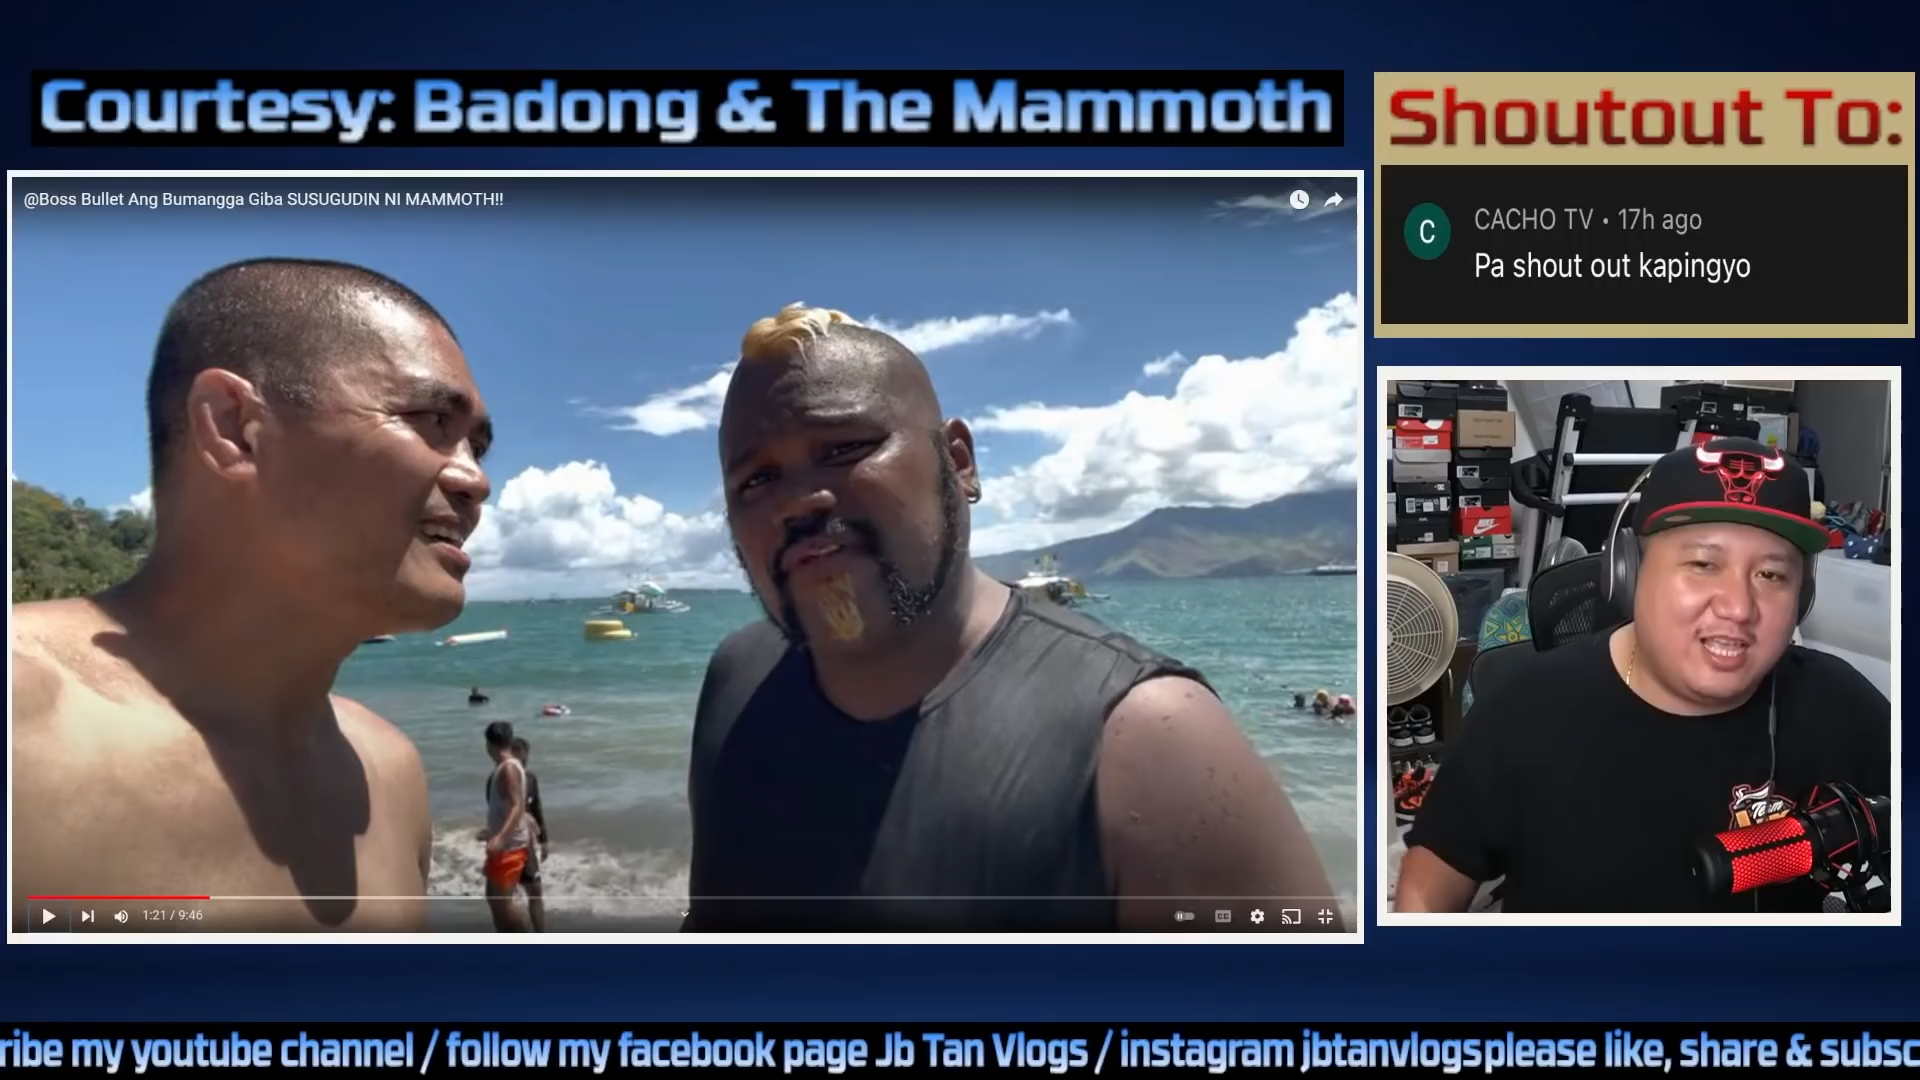 Courtesy: Badong & The Mammoth
Shoutout To:
@Boss Bullet Ang Bumangga Giba SUSUGUDIN NI MAMMOTH!!
C
CACHO TV • 17h ago
Pa shout out kapingyo
1:21 / 9:46
CC
ribe my youtube channel / follow my facebook page Jb Tan Vlogs / instagram jbtanvlogsplease like, share & subsc